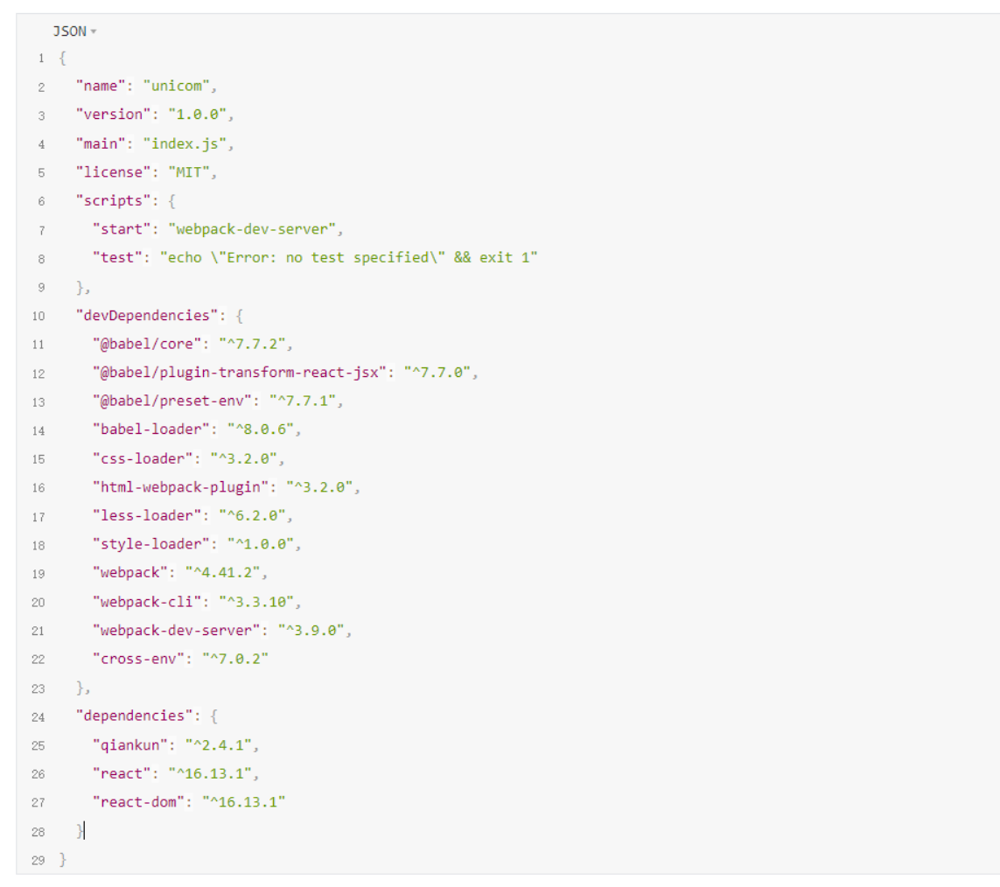 JSON
1 {
2   "name": "unicom",
3   "version": "1.0.0",
4   "main": "index.js",
5   "license": "MIT",
6   "scripts": {
7     "start": "webpack-dev-server",
8     "test": "echo \"Error: no test specified\" && exit 1"
9   },
10   "devDependencies": {
11     "@babel/core": "^7.7.2",
12     "@babel/plugin-transform-react-jsx": "^7.7.0",
13     "@babel/preset-env": "^7.7.1",
14     "babel-loader": "^8.0.6",
15     "css-loader": "^3.2.0",
16     "html-webpack-plugin": "^3.2.0",
17     "less-loader": "^6.2.0",
18     "style-loader": "^1.0.0",
19     "webpack": "^4.41.2",
20     "webpack-cli": "^3.3.10",
21     "webpack-dev-server": "^3.9.0",
22     "cross-env": "^7.0.2"
23   },
24   "dependencies": {
25     "qiankun": "^2.4.1",
26     "react": "^16.13.1",
27     "react-dom": "^16.13.1"
28   }
29 }